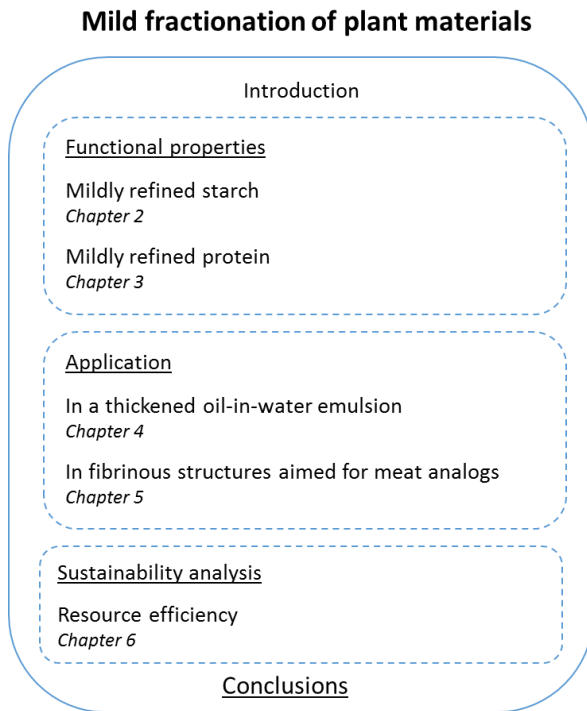 Mild fractionation of plant materials
Introduction
Functional properties
Mildly refined starch
Chapter 2
Mildly refined protein
Chapter 3
Application
In a thickened oil-in-water emulsion
Chapter 4
In fibrinous structures aimed for meat analogs
Chapter 5
Sustainability analysis
Resource efficiency
Chapter 6
Conclusions